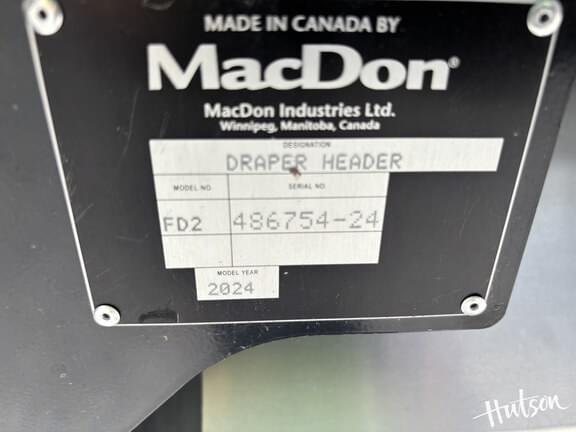 MADE IN CANADA BY
MacDon®
MacDon Industries Ltd.
Winnipeg, Manitoba, Canada
DESIGNATION
DRAPER HEADER
MODEL NO. SERIAL NO.
FD2 486754-24
MODEL YEAR
2024
Hutson